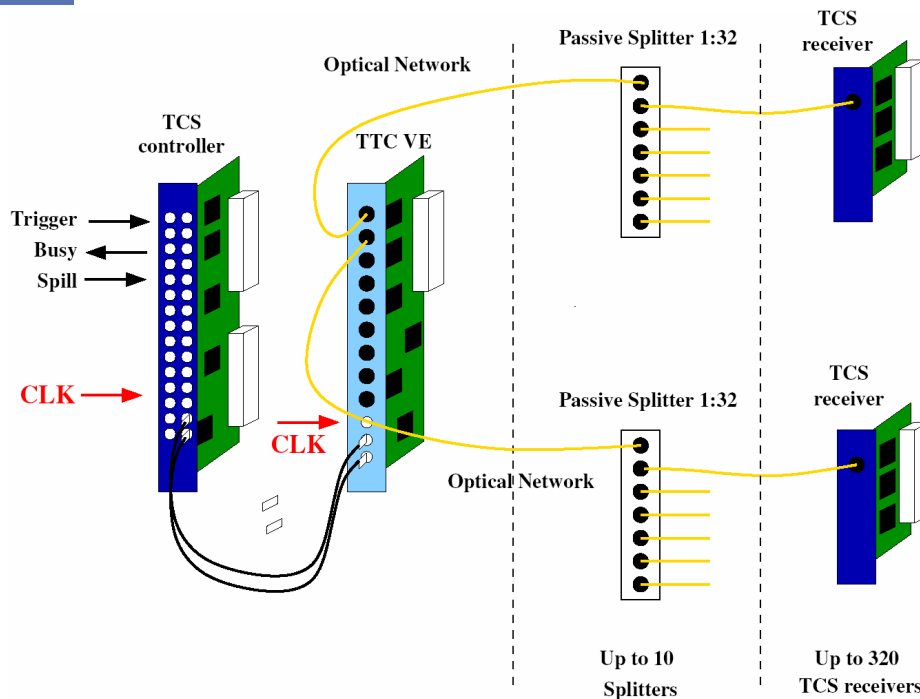 Passive Splitter 1:32
TCS
receiver
Optical Network
TCS
controller
TTC VE
Trigger
Busy
Spill
CLK
CLK
Passive Splitter 1:32
TCS
receiver
Optical Network
Up to 10
Splitters
Up to 320
TCS receivers